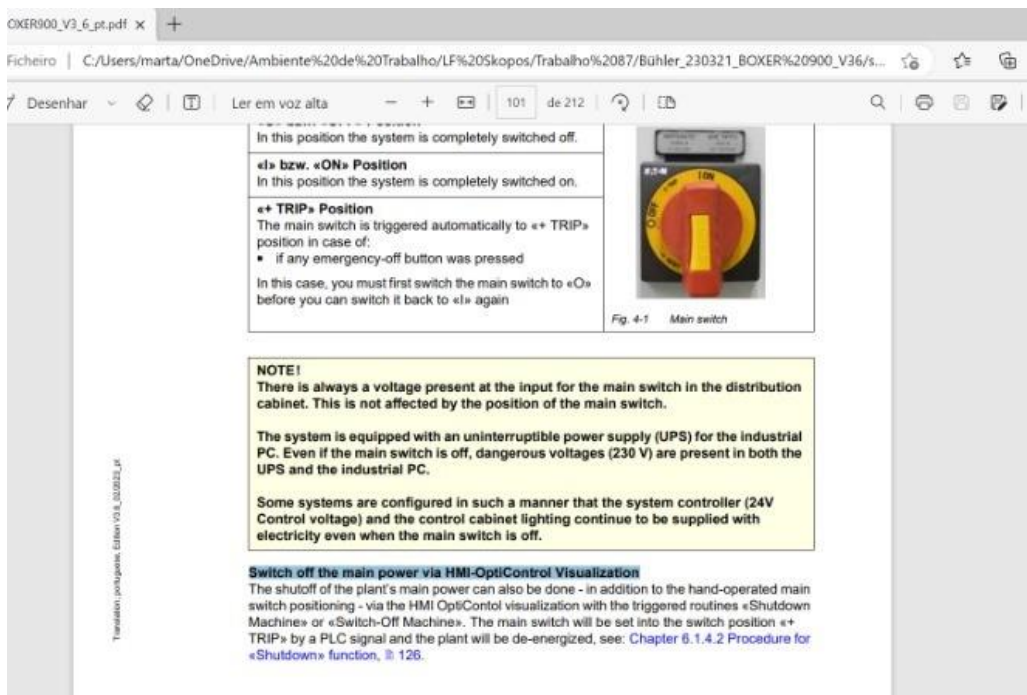 OXER900_V3_6_pt.pdf
Ficheiro | C:/Users/marta/OneDrive/Ambiente%20de%20Trabalho/LF%20Skopos/Trabalho%2087/Bühler_230321_BOXER%20900_V36/s...
Desenhar
Ler em voz alta
101 de 212
In this position the system is completely switched off.
«I» bzw. «ON» Position
In this position the system is completely switched on.
«+ TRIP» Position
The main switch is triggered automatically to «+ TRIP»
position in case of:
▪ if any emergency-off button was pressed
In this case, you must first switch the main switch to «O»
before you can switch it back to «I» again
I ON
O OFF
Fig. 4-1 Main switch
NOTE!
There is always a voltage present at the input for the main switch in the distribution
cabinet. This is not affected by the position of the main switch.
The system is equipped with an uninterruptible power supply (UPS) for the industrial
PC. Even if the main switch is off, dangerous voltages (230 V) are present in both the
UPS and the industrial PC.
Some systems are configured in such a manner that the system controller (24V
Control voltage) and the control cabinet lighting continue to be supplied with
electricity even when the main switch is off.
Switch off the main power via HMI-OptiControl Visualization
The shutoff of the plant's main power can also be done - in addition to the hand-operated main
switch positioning - via the HMI OptiContol visualization with the triggered routines «Shutdown
Machine» or «Switch-Off Machine». The main switch will be set into the switch position «+
TRIP» by a PLC signal and the plant will be de-energized, see: Chapter 6.1.4.2 Procedure for
«Shutdown» function, 126.
Translation, portuguese, Edition